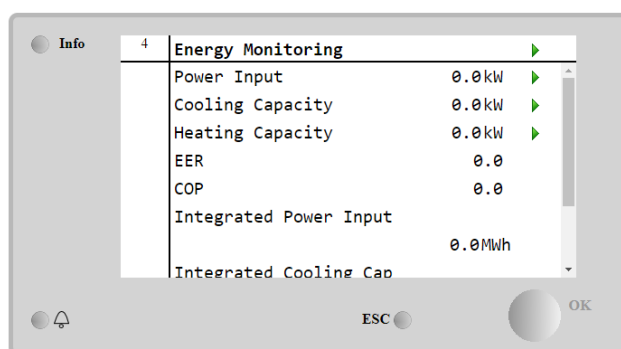 Info
4 Energy Monitoring
Power Input 0.0kW
Cooling Capacity 0.0kW
Heating Capacity 0.0kW
EER 0.0
COP 0.0
Integrated Power Input
0.0MWh
Integrated Cooling Cap
OK
ESC